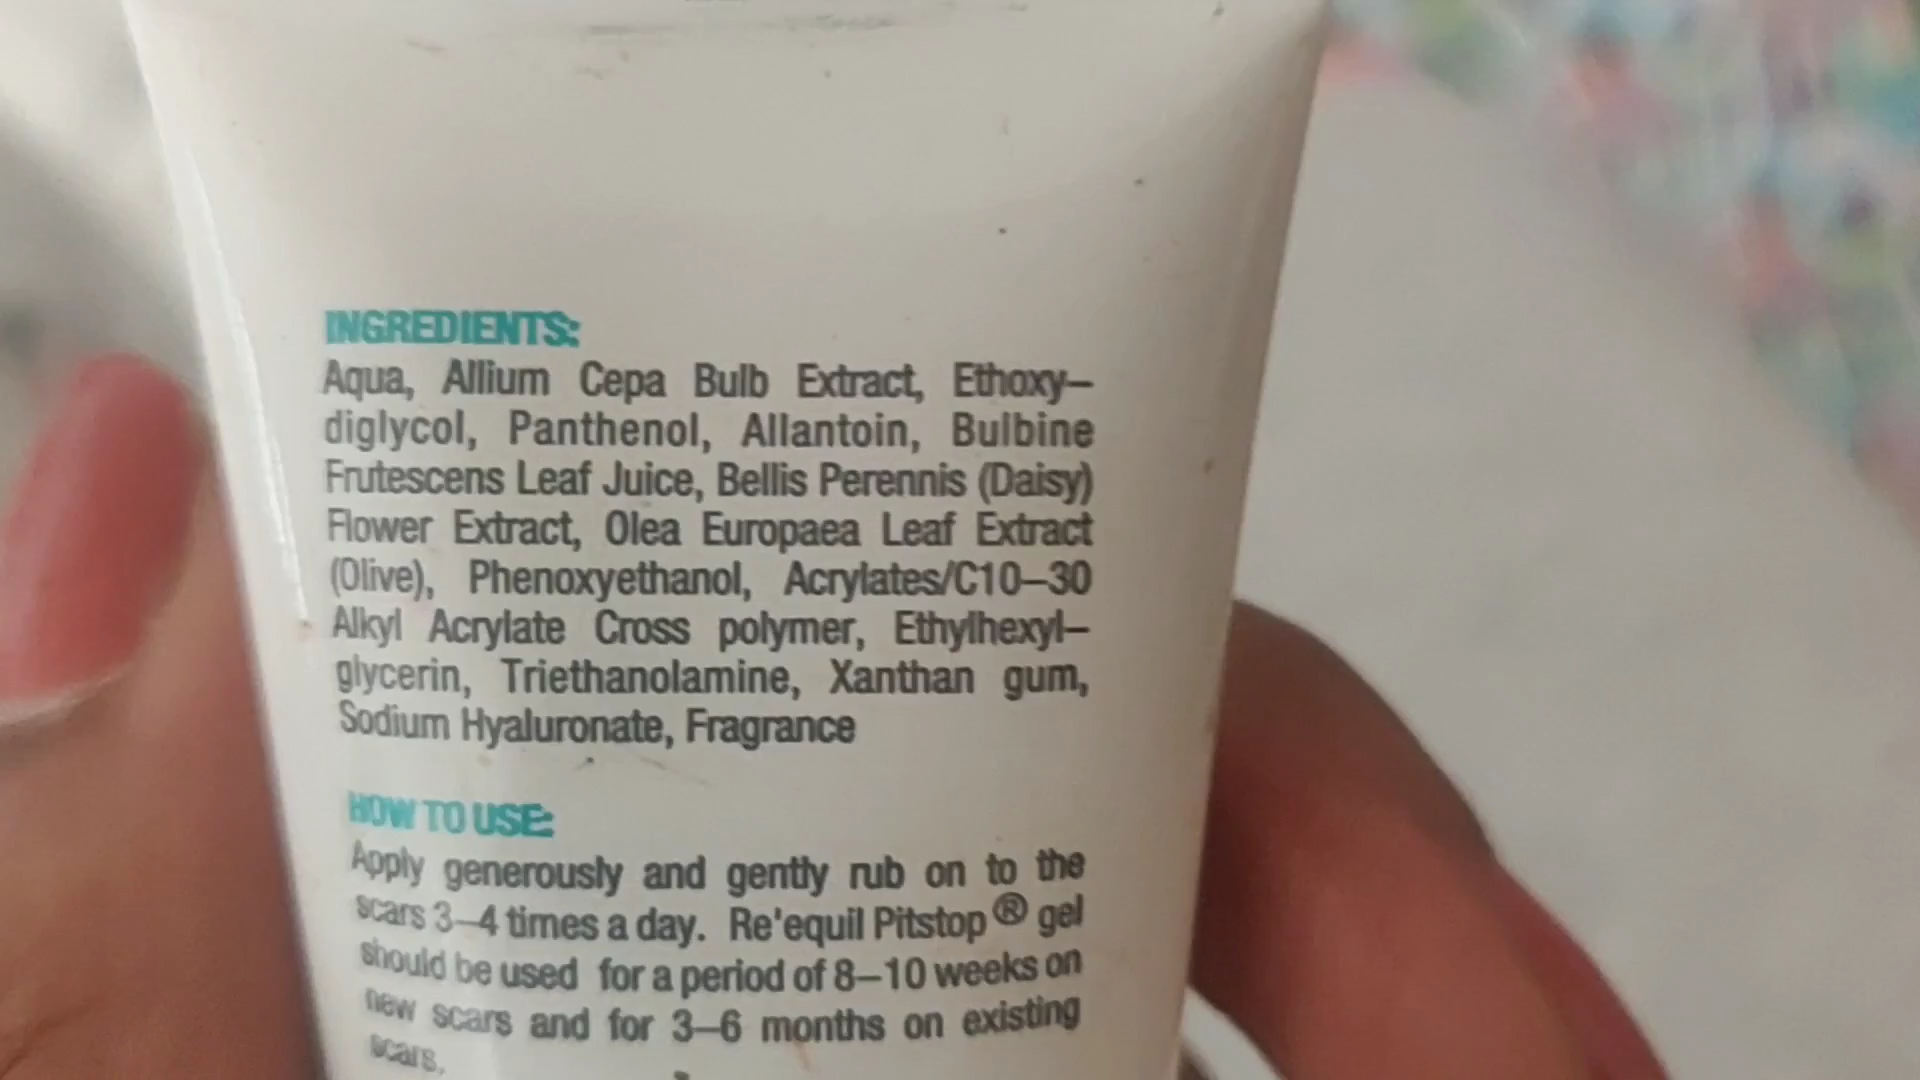 INGREDIENTS:
Aqua, Allium Cepa Bulb Extract, Ethoxy–
diglycol, Panthenol, Allantoin, Bulbine
Frutescens Leaf Juice, Bellis Perennis (Daisy)
Flower Extract, Olea Europaea Leaf Extract
(Olive), Phenoxyethanol, Acrylates/C10–30
Alkyl Acrylate Cross polymer, Ethylhexyl–
glycerin, Triethanolamine, Xanthan gum,
Sodium Hyaluronate, Fragrance
HOW TO USE:
Apply generously and gently rub on to the
scars 3–4 times a day. Re'equil Pitstop® gel
should be used for a period of 8–10 weeks on
new scars and for 3–6 months on existing
scars.